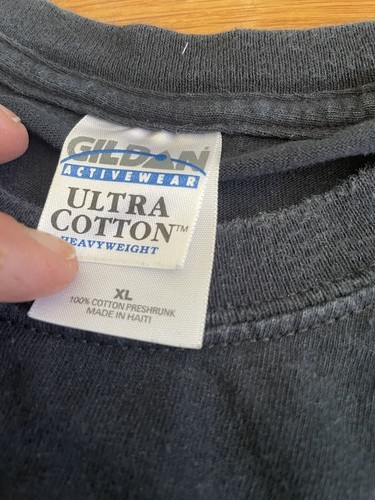 GILDAN
ACTIVEWEAR
ULTRA
COTTON™
HEAVYWEIGHT
XL
100% COTTON PRESHRUNK
MADE IN HAITI